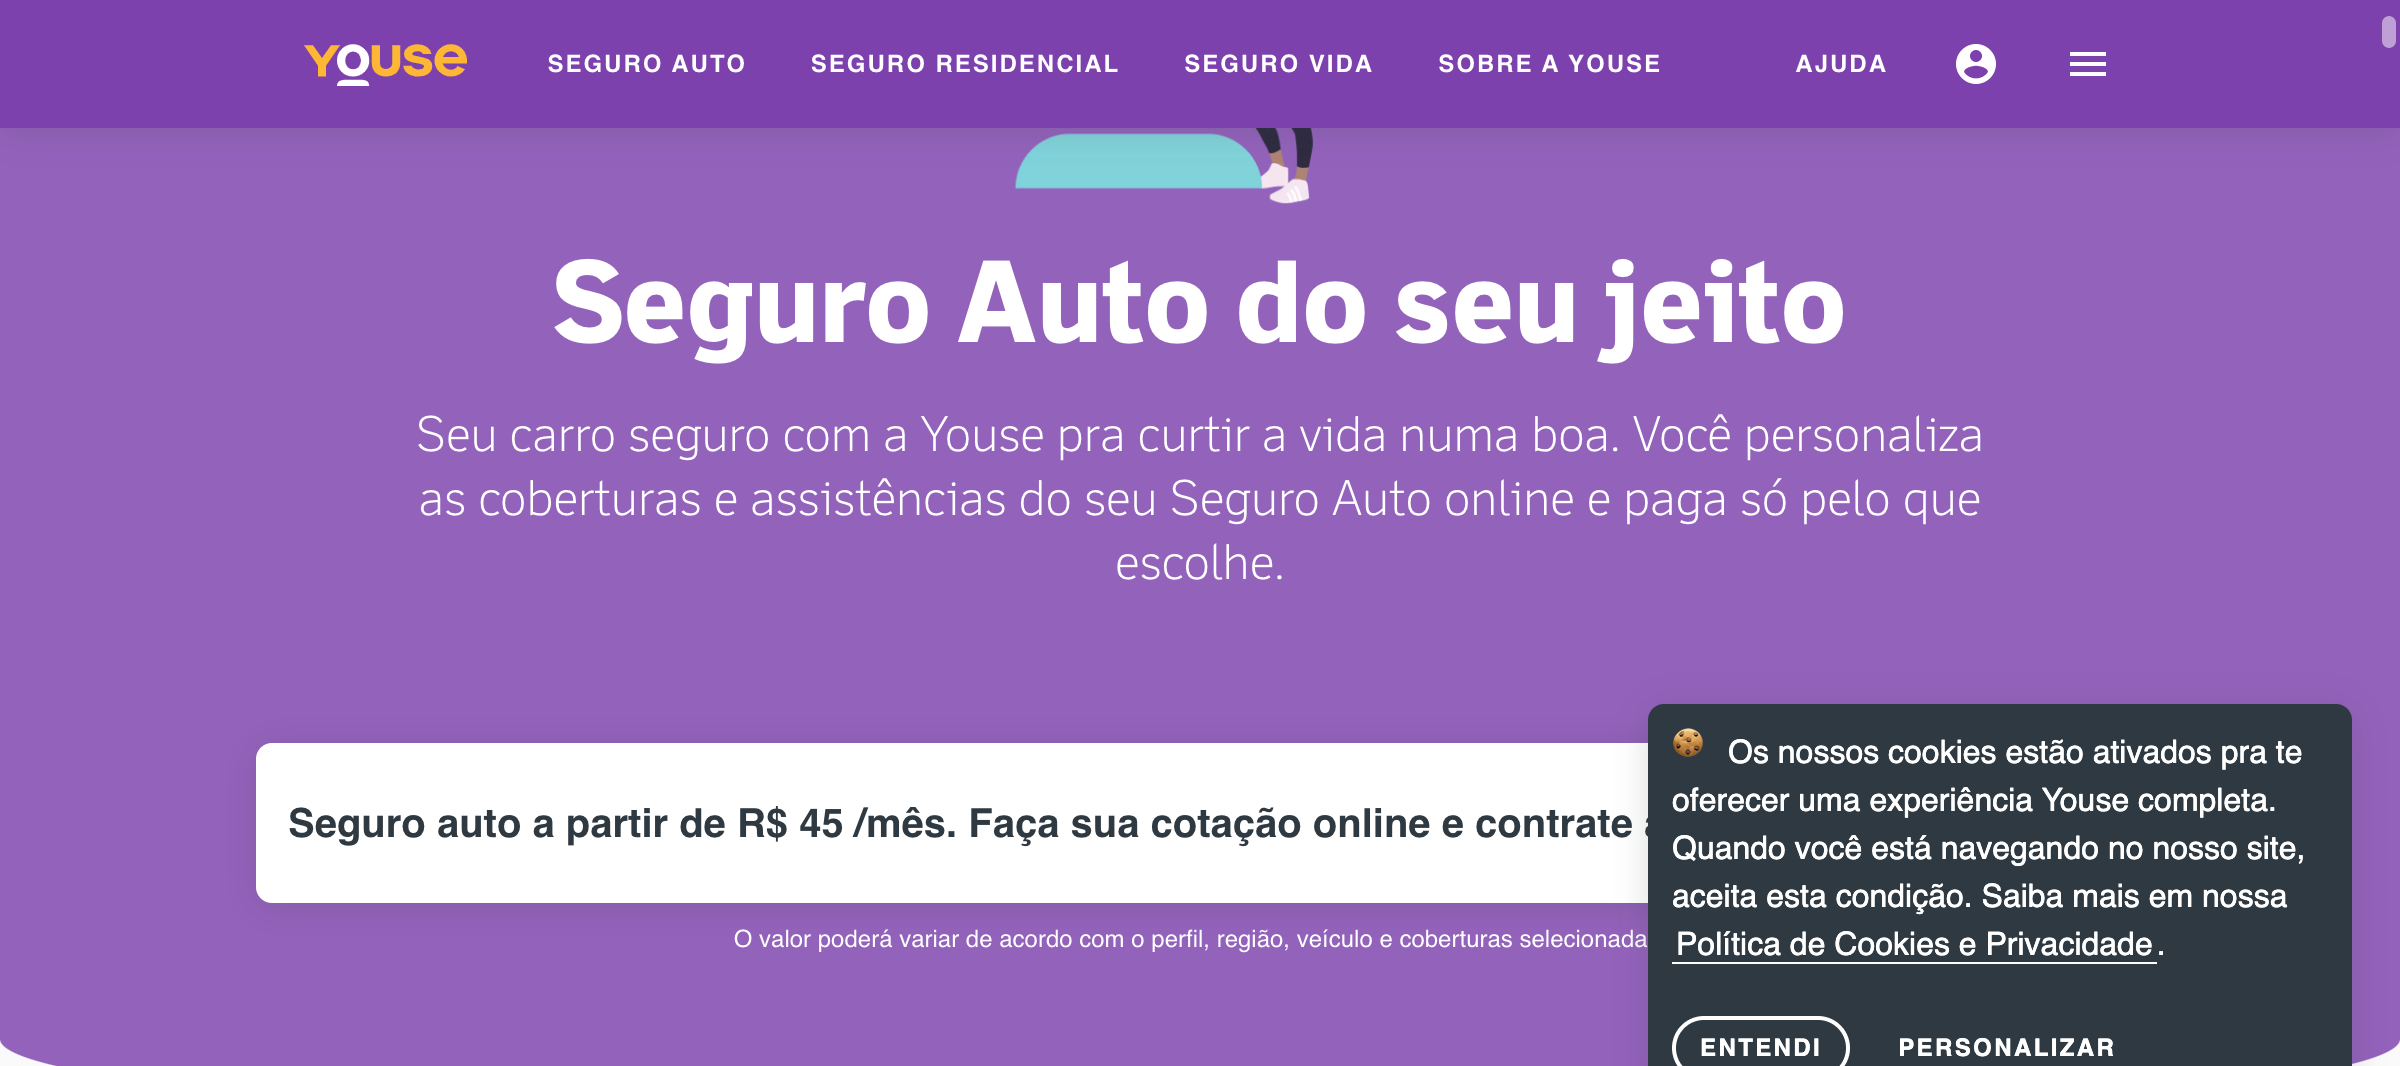 YOUSE
SEGURO AUTO
SEGURO RESIDENCIAL
SEGURO VIDA
SOBRE A YOUSE
AJUDA
Seguro Auto do seu jeito
Seu carro seguro com a Youse pra curtir a vida numa boa. Você personaliza
as coberturas e assistências do seu Seguro Auto online e paga só pelo que
escolhe.
Seguro auto a partir de R$ 45 /mês. Faça sua cotação online e contrate
O valor poderá variar de acordo com o perfil, região, veículo e coberturas
Os nossos cookies estão ativados pra te
oferecer uma experiência Youse completa.
Quando você está navegando no nosso site,
aceita esta condição. Saiba mais em nossa
Política de Cookies e Privacidade.
ENTENDI
PERSONALIZAR